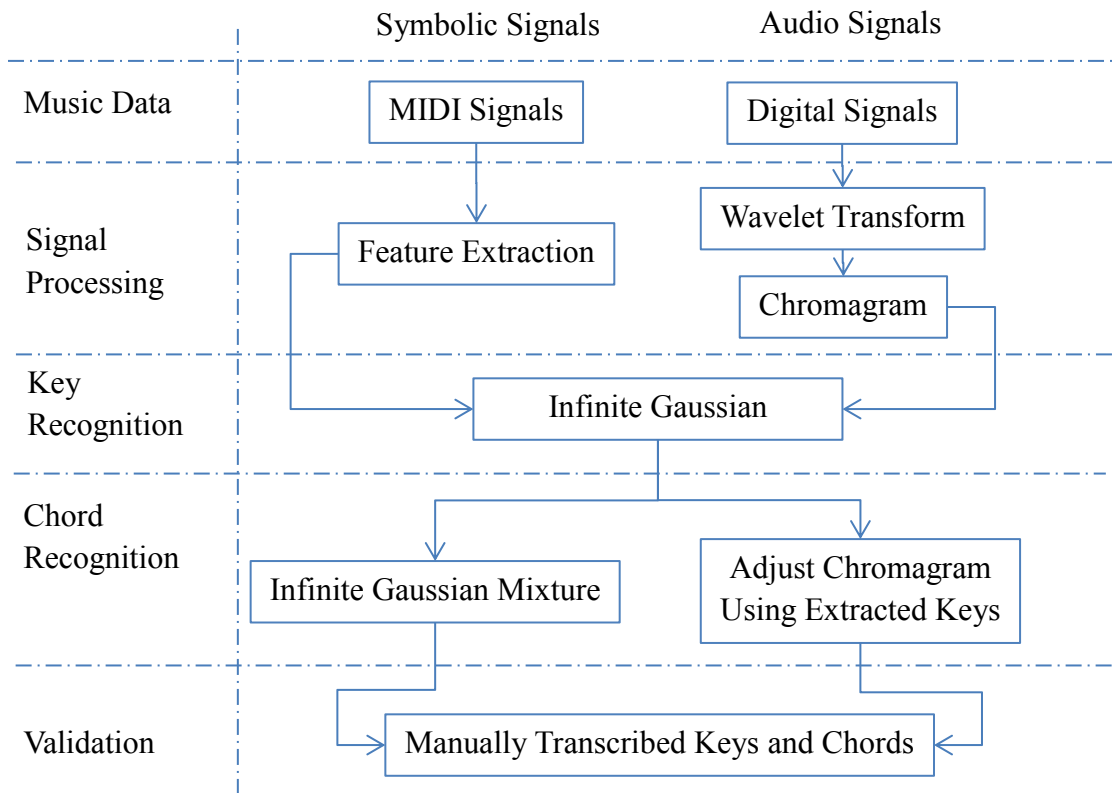 Symbolic Signals
Audio Signals
Music Data
MIDI Signals
Digital Signals
Signal
Processing
Wavelet Transform
Feature Extraction
Chromagram
Key
Recognition
Infinite Gaussian
Chord
Recognition
Infinite Gaussian Mixture
Adjust Chromagram
Using Extracted Keys
Validation
Manually Transcribed Keys and Chords